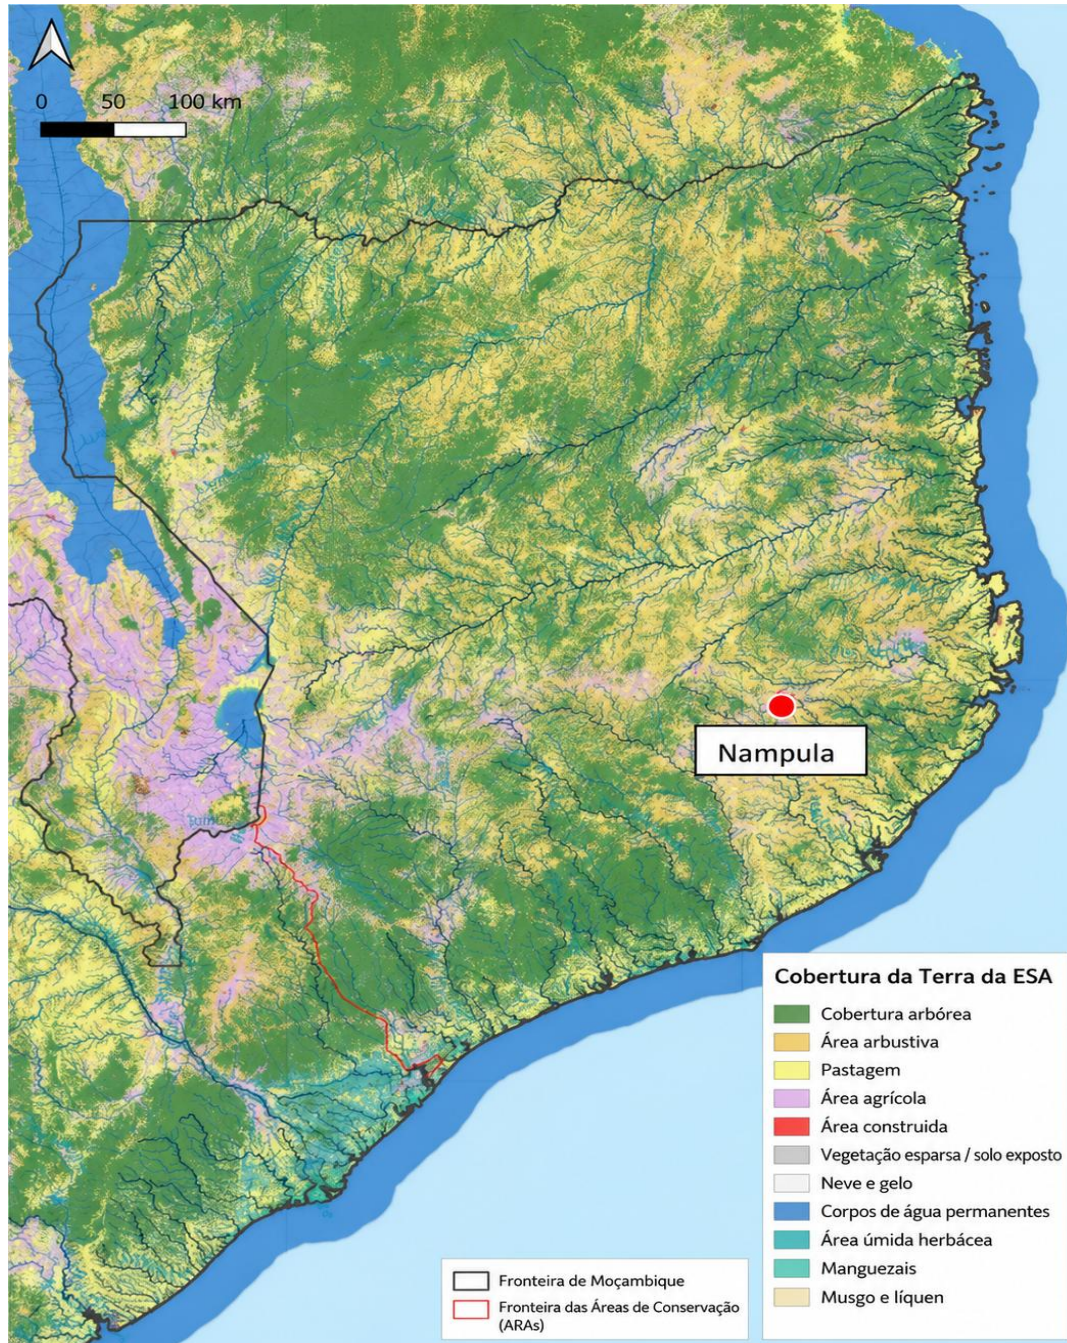 0 50 100 km
Nampula
Cobertura da Terra da ESA
Cobertura arbórea
Área arbustiva
Pastagem
Área agrícola
Área construida
Vegetação esparsa / solo exposto
Neve e gelo
Corpos de água permanentes
Área úmida herbácea
Manguezais
Musgo e líquen
Fronteira de Moçambique
Fronteira das Áreas de Conservação
(ARAs)